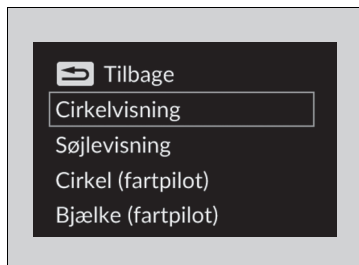 Tilbage
Cirkelvisning
Søjlevisning
Cirkel (fartpilot)
Bjælke (fartpilot)